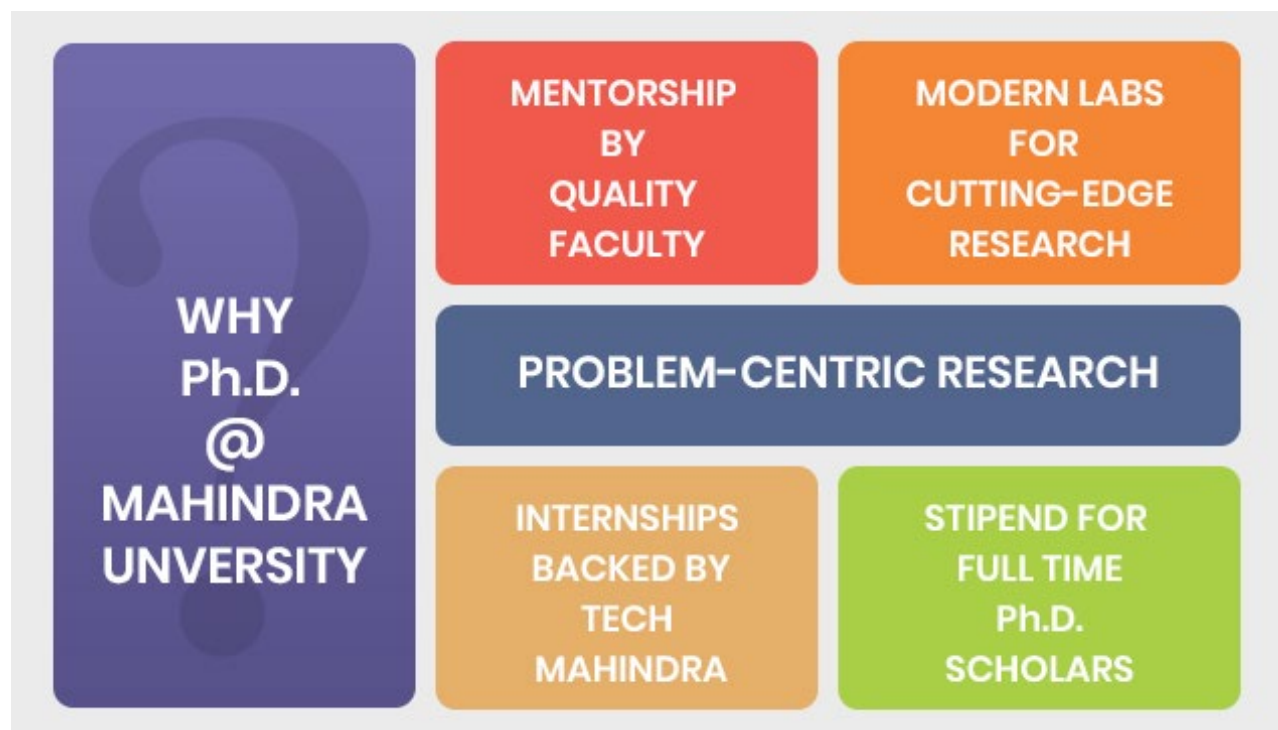 WHY
Ph.D.
@
MAHINDRA
UNVERSITY
MENTORSHIP
BY
QUALITY
FACULTY
MODERN LABS
FOR
CUTTING-EDGE
RESEARCH
PROBLEM-CENTRIC RESEARCH
INTERNSHIPS
BACKED BY
TECH
MAHINDRA
STIPEND FOR
FULL TIME
Ph.D.
SCHOLARS